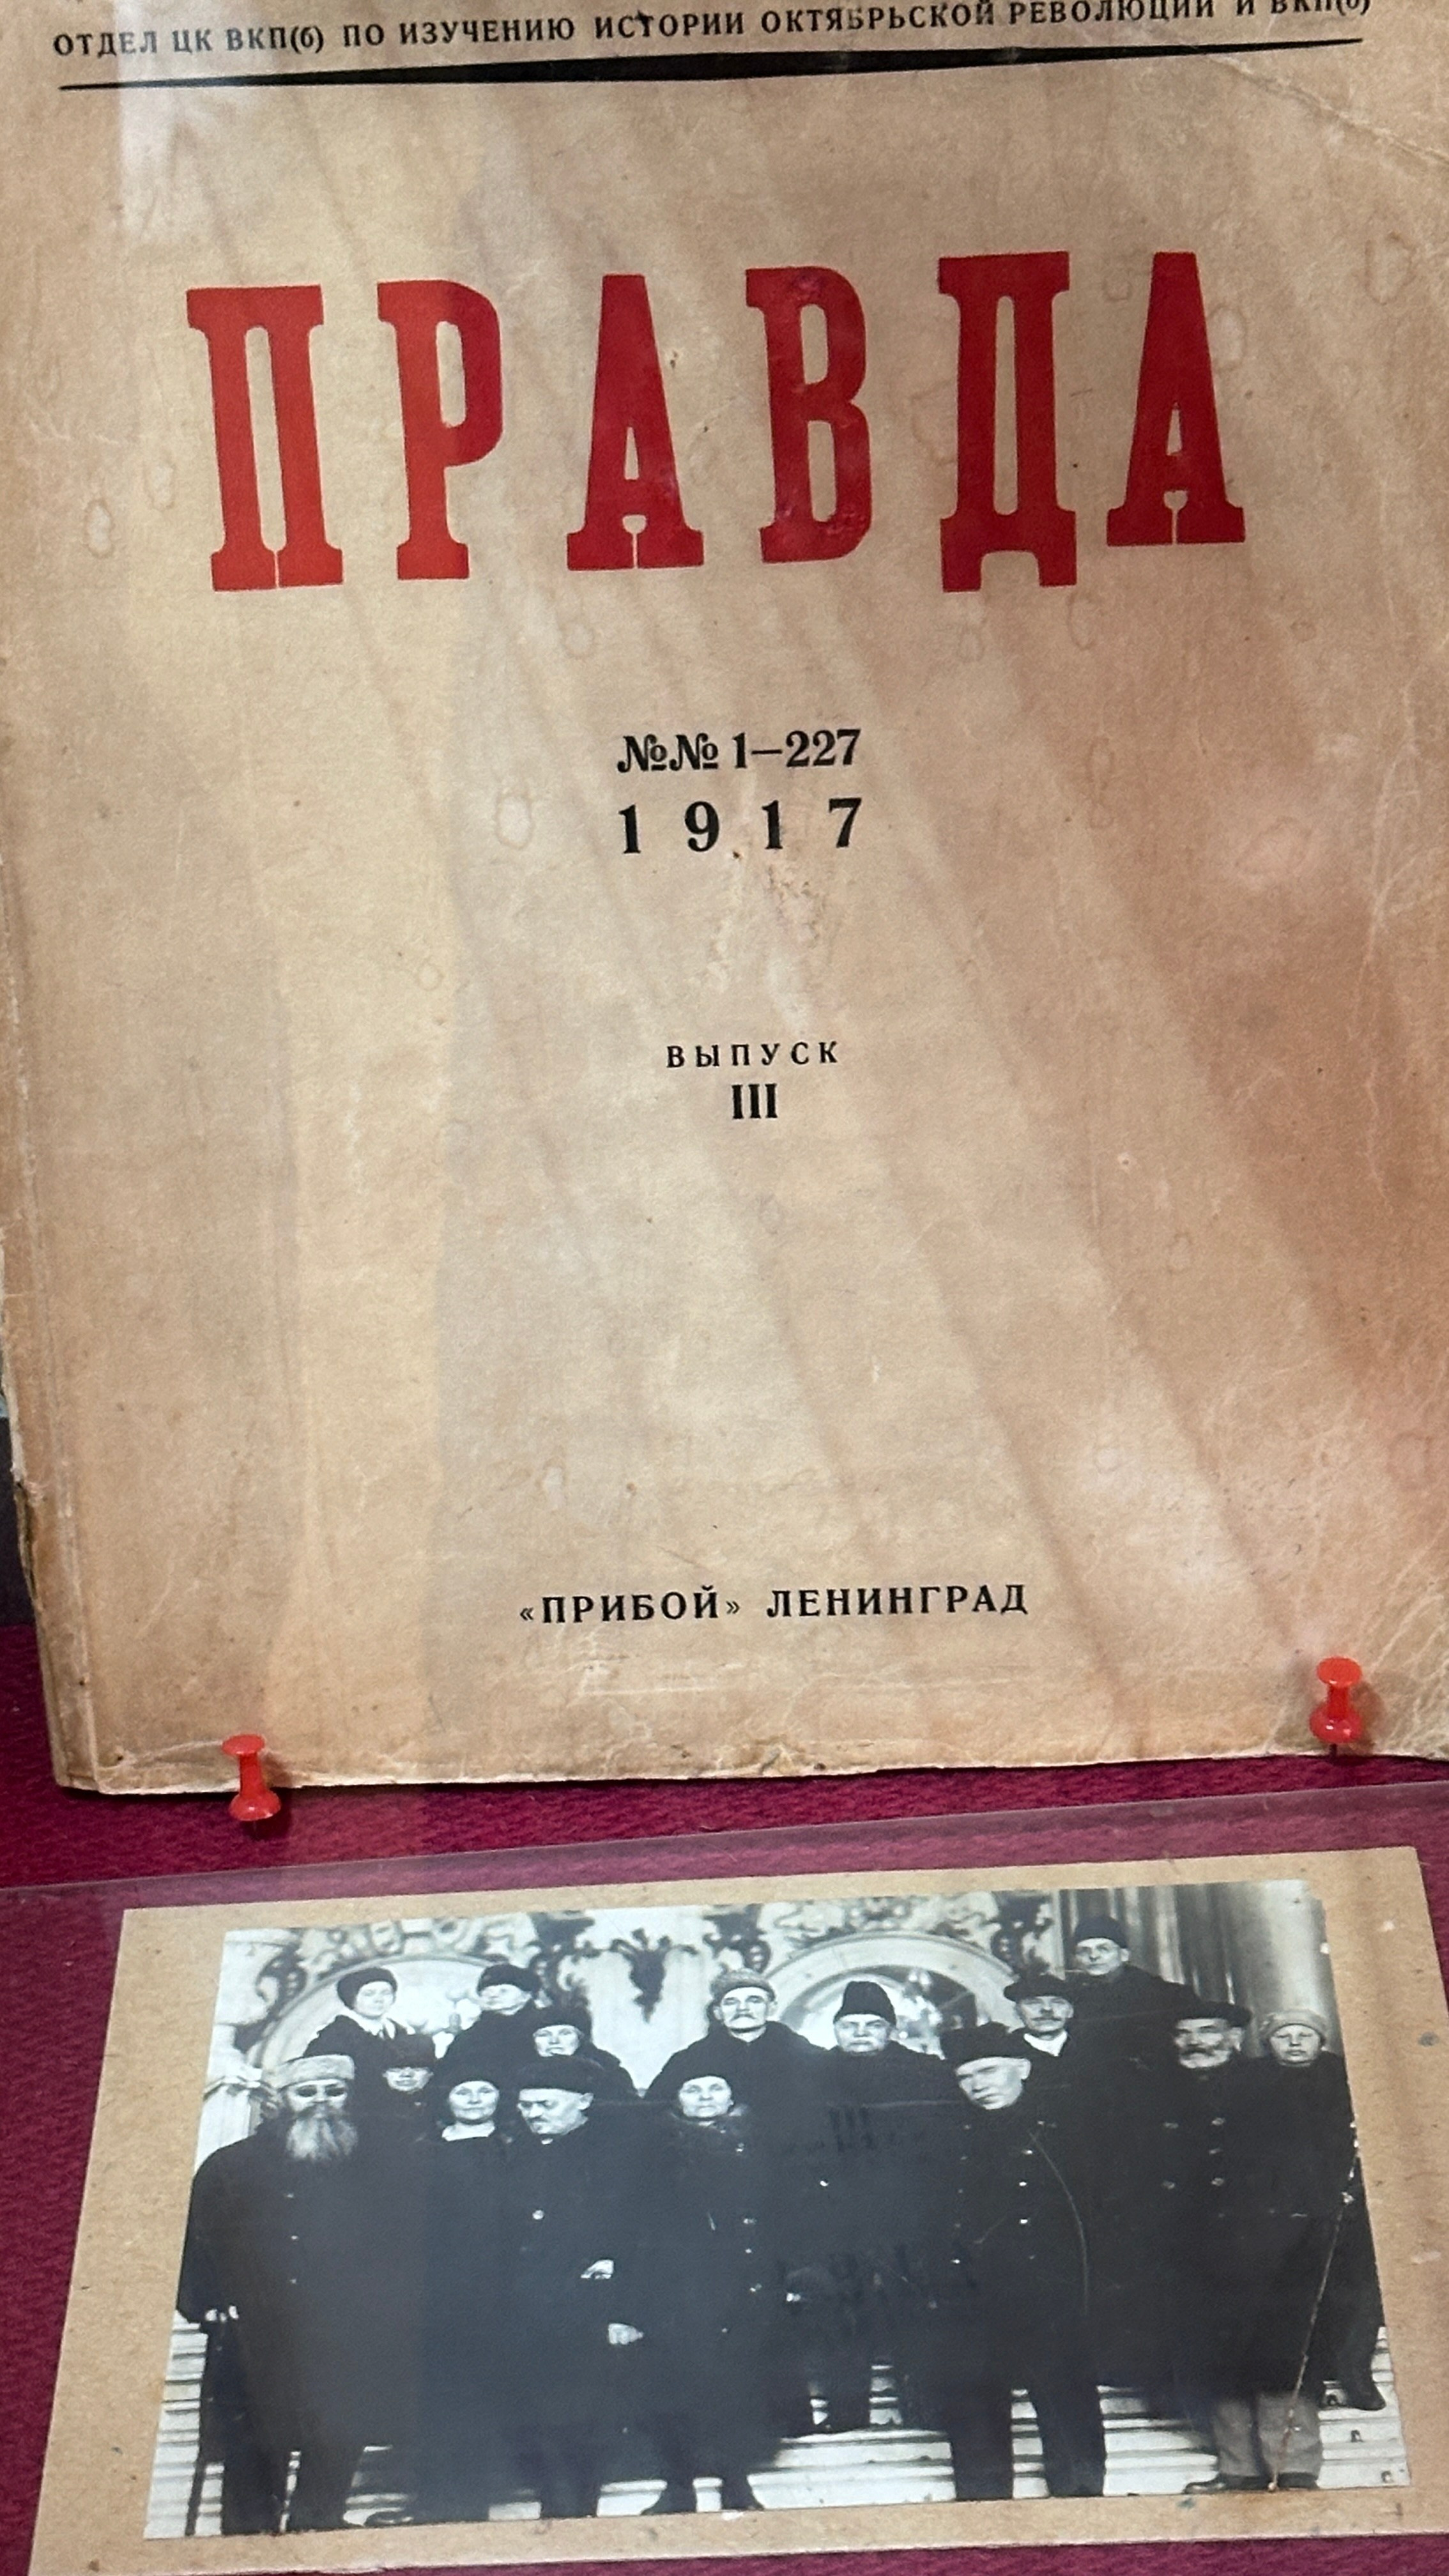 ОТДЕЛ ЦК ВКП(б) ПО ИЗУЧЕНИЮ ИСТОРИИ ОКТЯБРЬСКОЙ РЕВОЛЮЦИИ И ВКП(б)
ПРАВДА
№№ 1—227
1917
ВЫПУСК
III
«ПРИБОЙ» ЛЕНИНГРАД